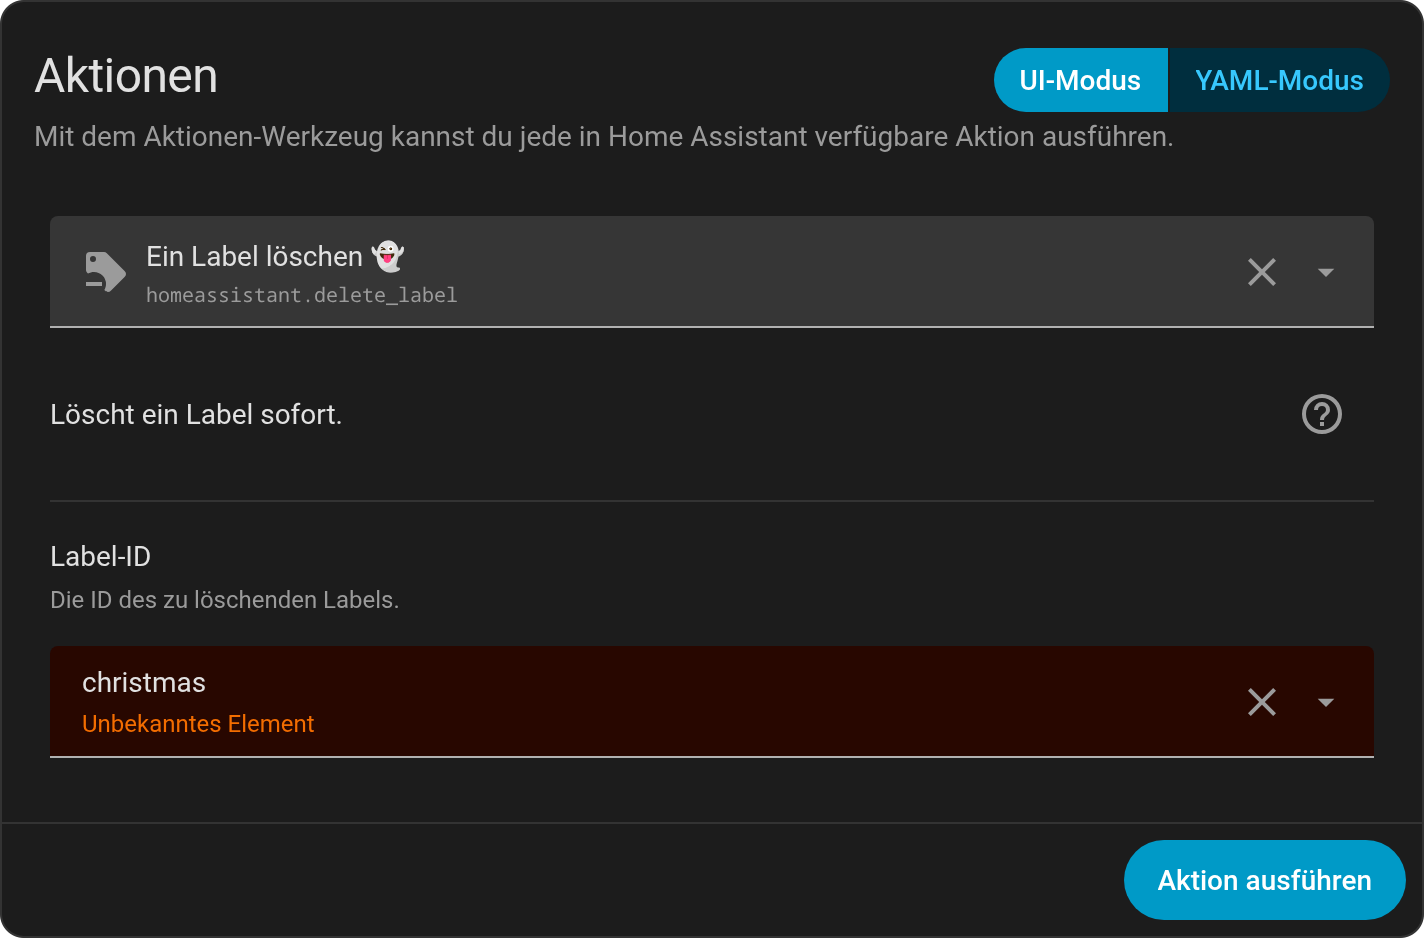 Aktionen
UI-Modus
YAML-Modus
Mit dem Aktionen-Werkzeug kannst du jede in Home Assistant verfügbare Aktion ausführen.
Ein Label löschen 👻
homeassistant.delete_label
Löscht ein Label sofort.
Label-ID
Die ID des zu löschenden Labels.
christmas
Unbekanntes Element
Aktion ausführen